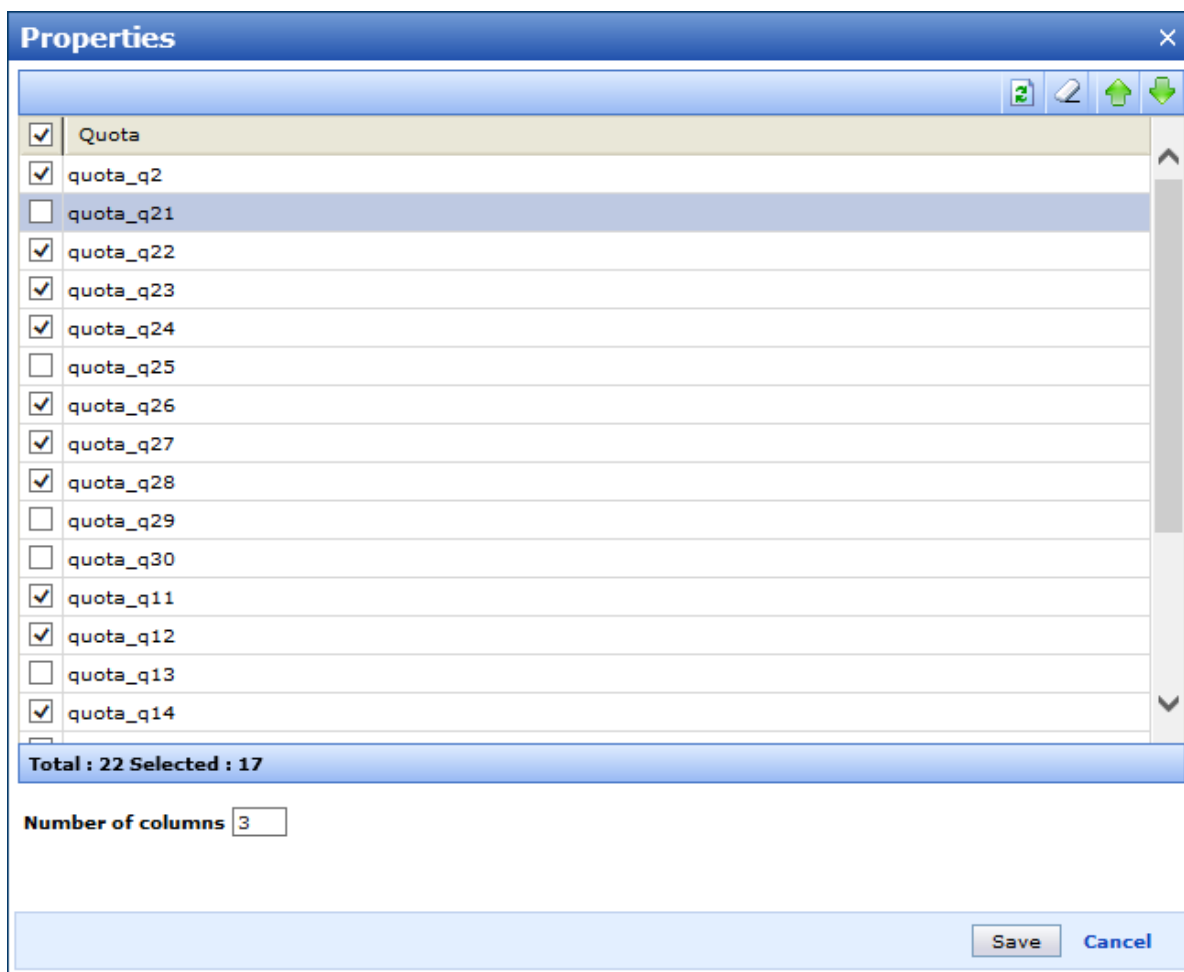 Properties
Quota
quota_q2
quota_q21
quota_q22
quota_q23
quota_q24
quota_q25
quota_q26
quota_q27
quota_q28
quota_q29
quota_q30
quota_q11
quota_q12
quota_q13
quota_q14
Total : 22 Selected : 17
Number of columns 3
Save Cancel